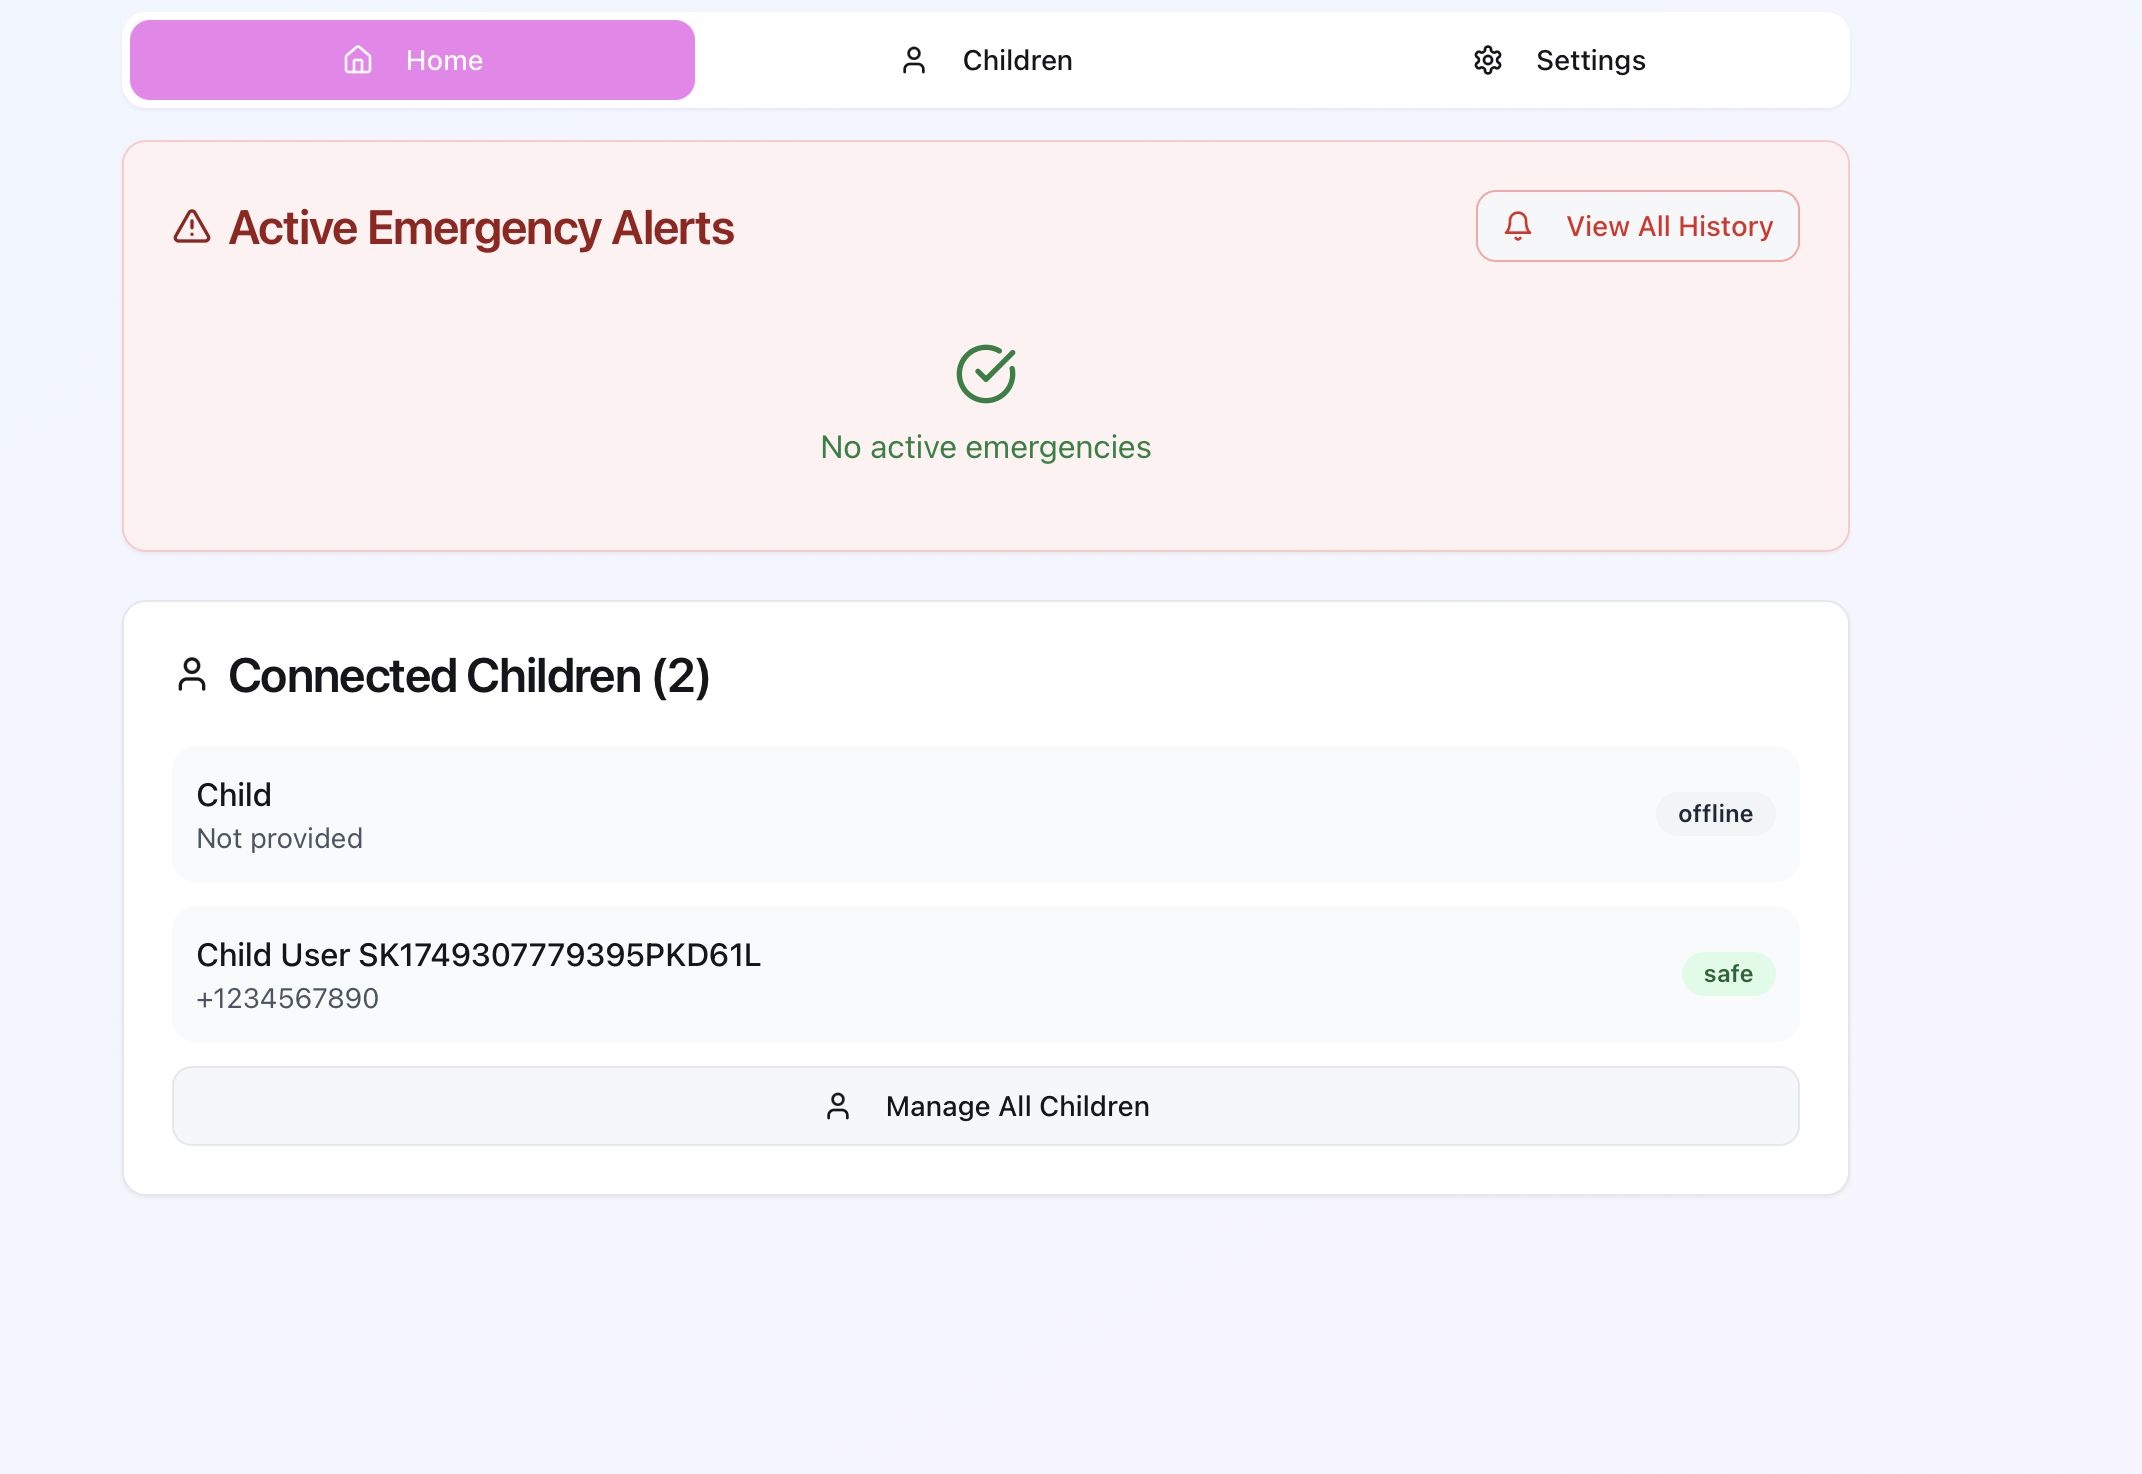 Home
Children
Settings
Active Emergency Alerts
View All History
No active emergencies
Connected Children (2)
Child
Not provided
offline
Child User SK1749307779395PKD61L
+1234567890
safe
Manage All Children